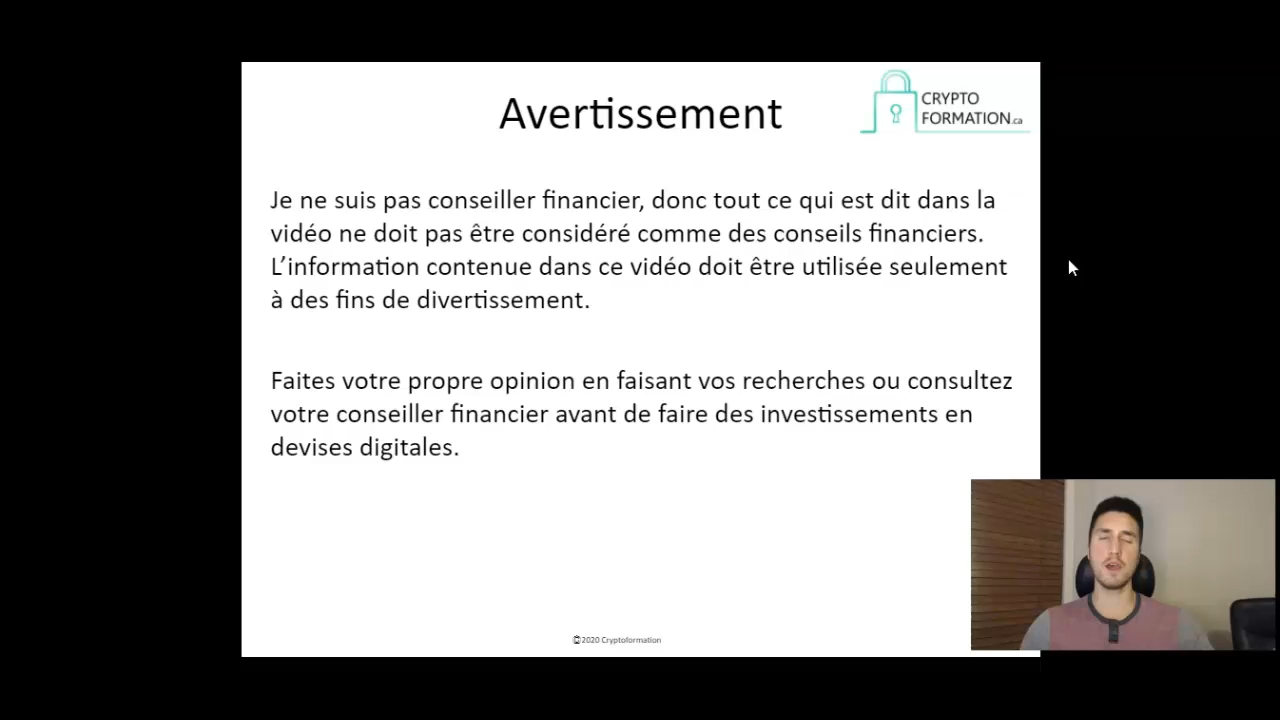 Avertissement
CRYPTO
FORMATION.ca
Je ne suis pas conseiller financier, donc tout ce qui est dit dans la
vidéo ne doit pas être considéré comme des conseils financiers.
L’information contenue dans ce vidéo doit être utilisée seulement
à des fins de divertissement.
Faites votre propre opinion en faisant vos recherches ou consultez
votre conseiller financier avant de faire des investissements en
devises digitales.
©2020 Cryptoformation